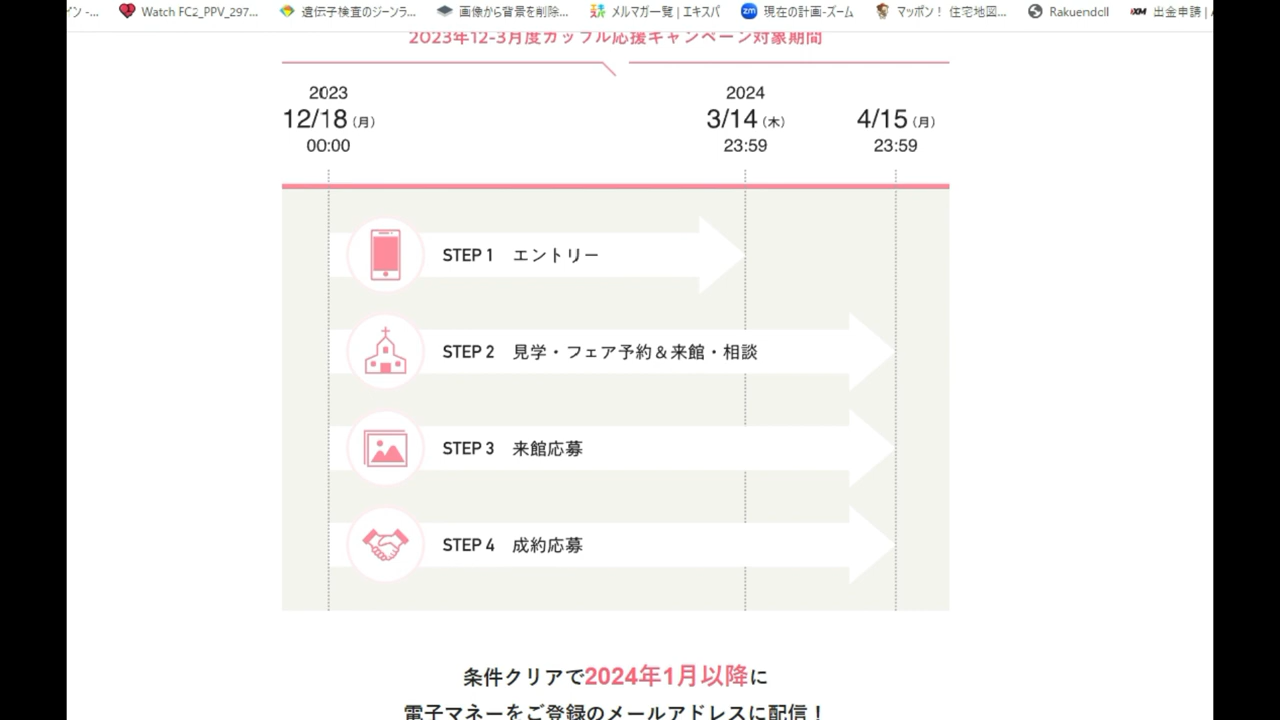 イン -...
Watch FC2_PPV_297...
遺伝子検査のジーンラ...
画像から背景を削除...
メルマガ一覧 | エキスパ
現在の計画-ズーム
マッポン！ 住宅地図...
Rakuendoll
XM 出金申請 |
2023年12-3月度カップル応援キャンペーン対象期間
2023
12/18（月）
00:00
2024
3/14（木）
23:59
4/15（月）
23:59
STEP 1 エントリー
STEP 2 見学・フェア予約＆来館・相談
STEP 3 来館応募
STEP 4 成約応募
条件クリアで2024年1月以降に
電子マネーをご登録のメールアドレスに配信！